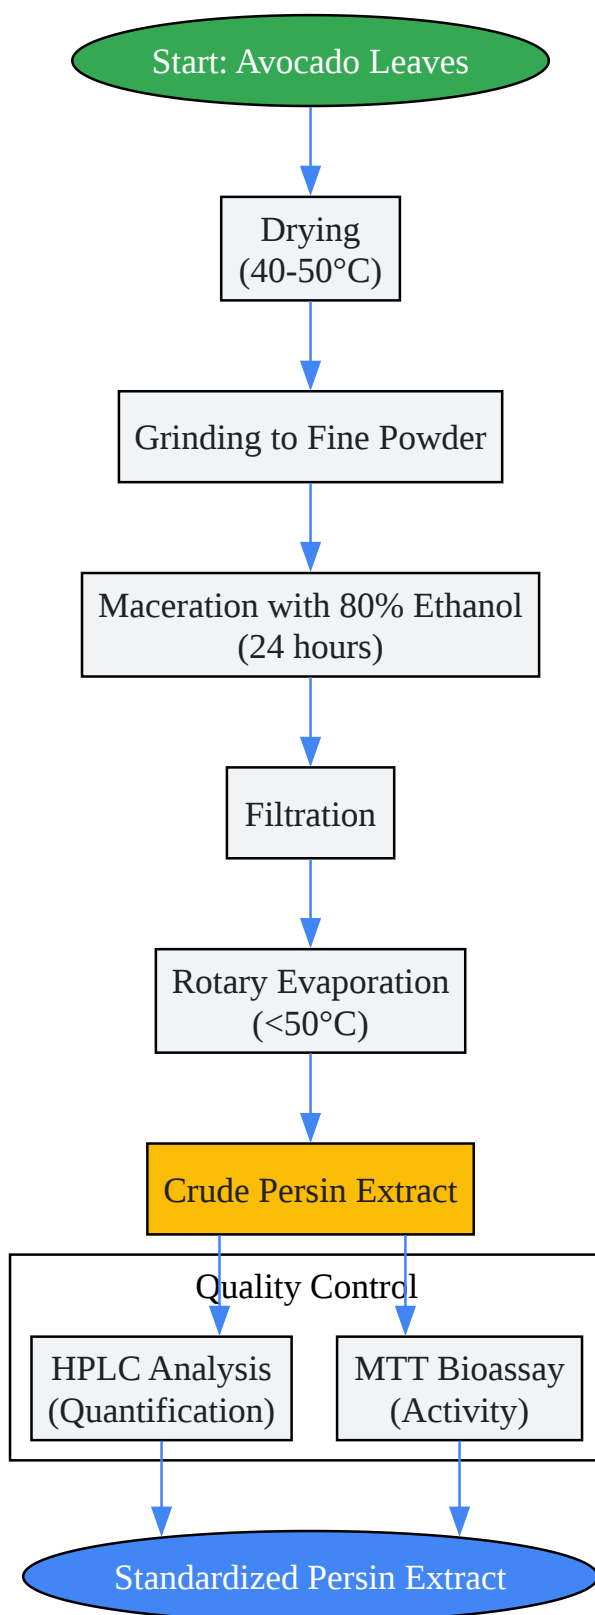 Start: Avocado Leaves
Drying
(40-50°C)
Grinding to Fine Powder
Maceration with 80% Ethanol
(24 hours)
Filtration
Rotary Evaporation
(<50°C)
Crude Persin Extract
Quality Control
HPLC Analysis
(Quantification)
MTT Bioassay
(Activity)
Standardized Persin Extract